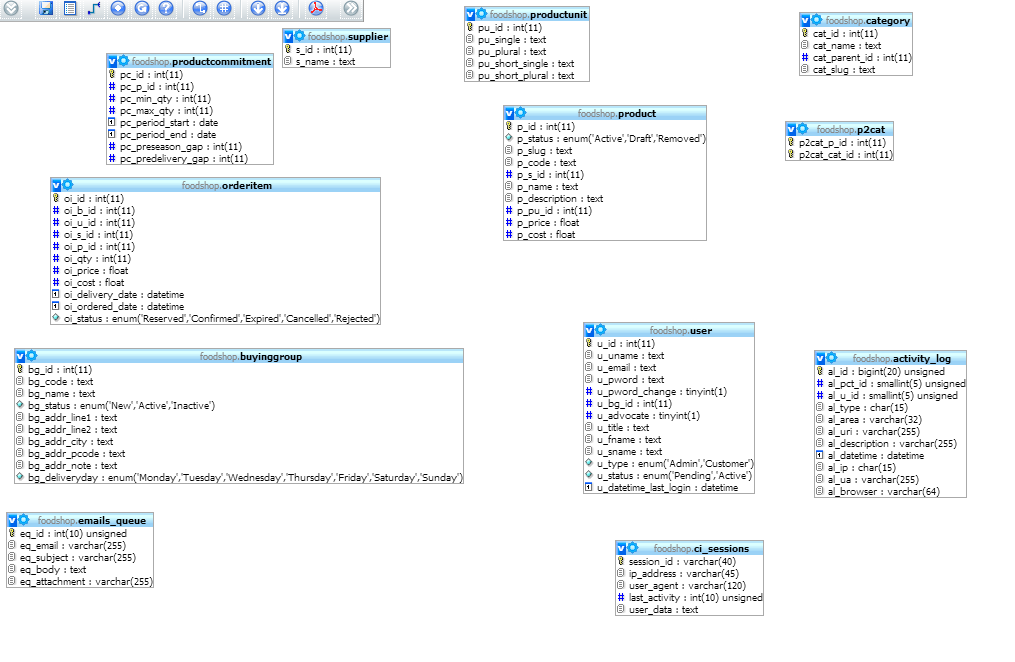 foodshop.supplier
s_id : int(11)
s_name : text
foodshop.productunit
pu_id : int(11)
pu_single : text
pu_plural : text
pu_short_single : text
pu_short_plural : text
foodshop.category
cat_id : int(11)
cat_name : text
cat_parent_id : int(11)
cat_slug : text
foodshop.productcommitment
pc_id : int(11)
pc_p_id : int(11)
pc_min_qty : int(11)
pc_max_qty : int(11)
pc_period_start : date
pc_period_end : date
pc_preseason_gap : int(11)
pc_predelivery_gap : int(11)
foodshop.product
p_id : int(11)
p_status : enum('Active','Draft','Removed')
p_slug : text
p_code : text
p_s_id : int(11)
p_name : text
p_description : text
p_pu_id : int(11)
p_price : float
p_cost : float
foodshop.p2cat
p2cat_p_id : int(11)
p2cat_cat_id : int(11)
foodshop.orderitem
oi_id : int(11)
oi_b_id : int(11)
oi_u_id : int(11)
oi_s_id : int(11)
oi_p_id : int(11)
oi_qty : int(11)
oi_price : float
oi_cost : float
oi_delivery_date : datetime
oi_ordered_date : datetime
oi_status : enum('Reserved','Confirmed','Expired','Cancelled','Rejected')
foodshop.buyinggroup
bg_id : int(11)
bg_code : text
bg_name : text
bg_status : enum('New','Active','Inactive')
bg_addr_line1 : text
bg_addr_line2 : text
bg_addr_city : text
bg_addr_pcode : text
bg_addr_note : text
bg_deliveryday : enum('Monday','Tuesday','Wednesday','Thursday','Friday','Saturday','Sunday')
foodshop.user
u_id : int(11)
u_uname : text
u_email : text
u_pword : text
u_pword_change : tinyint(1)
u_bg_id : int(11)
u_advocate : tinyint(1)
u_title : text
u_fname : text
u_sname : text
u_type : enum('Admin','Customer')
u_status : enum('Pending','Active')
u_datetime_last_login : datetime
foodshop.activity_log
al_id : bigint(20) unsigned
al_pct_id : smallint(5) unsigned
al_u_id : smallint(5) unsigned
al_type : char(15)
al_area : varchar(32)
al_uri : varchar(255)
al_description : varchar(255)
al_datetime : datetime
al_ip : char(15)
al_ua : varchar(255)
al_browser : varchar(64)
foodshop.emails_queue
eq_id : int(10) unsigned
eq_email : varchar(255)
eq_subject : varchar(255)
eq_body : text
eq_attachment : varchar(255)
foodshop.ci_sessions
session_id : varchar(40)
ip_address : varchar(45)
user_agent : varchar(120)
last_activity : int(10) unsigned
user_data : text